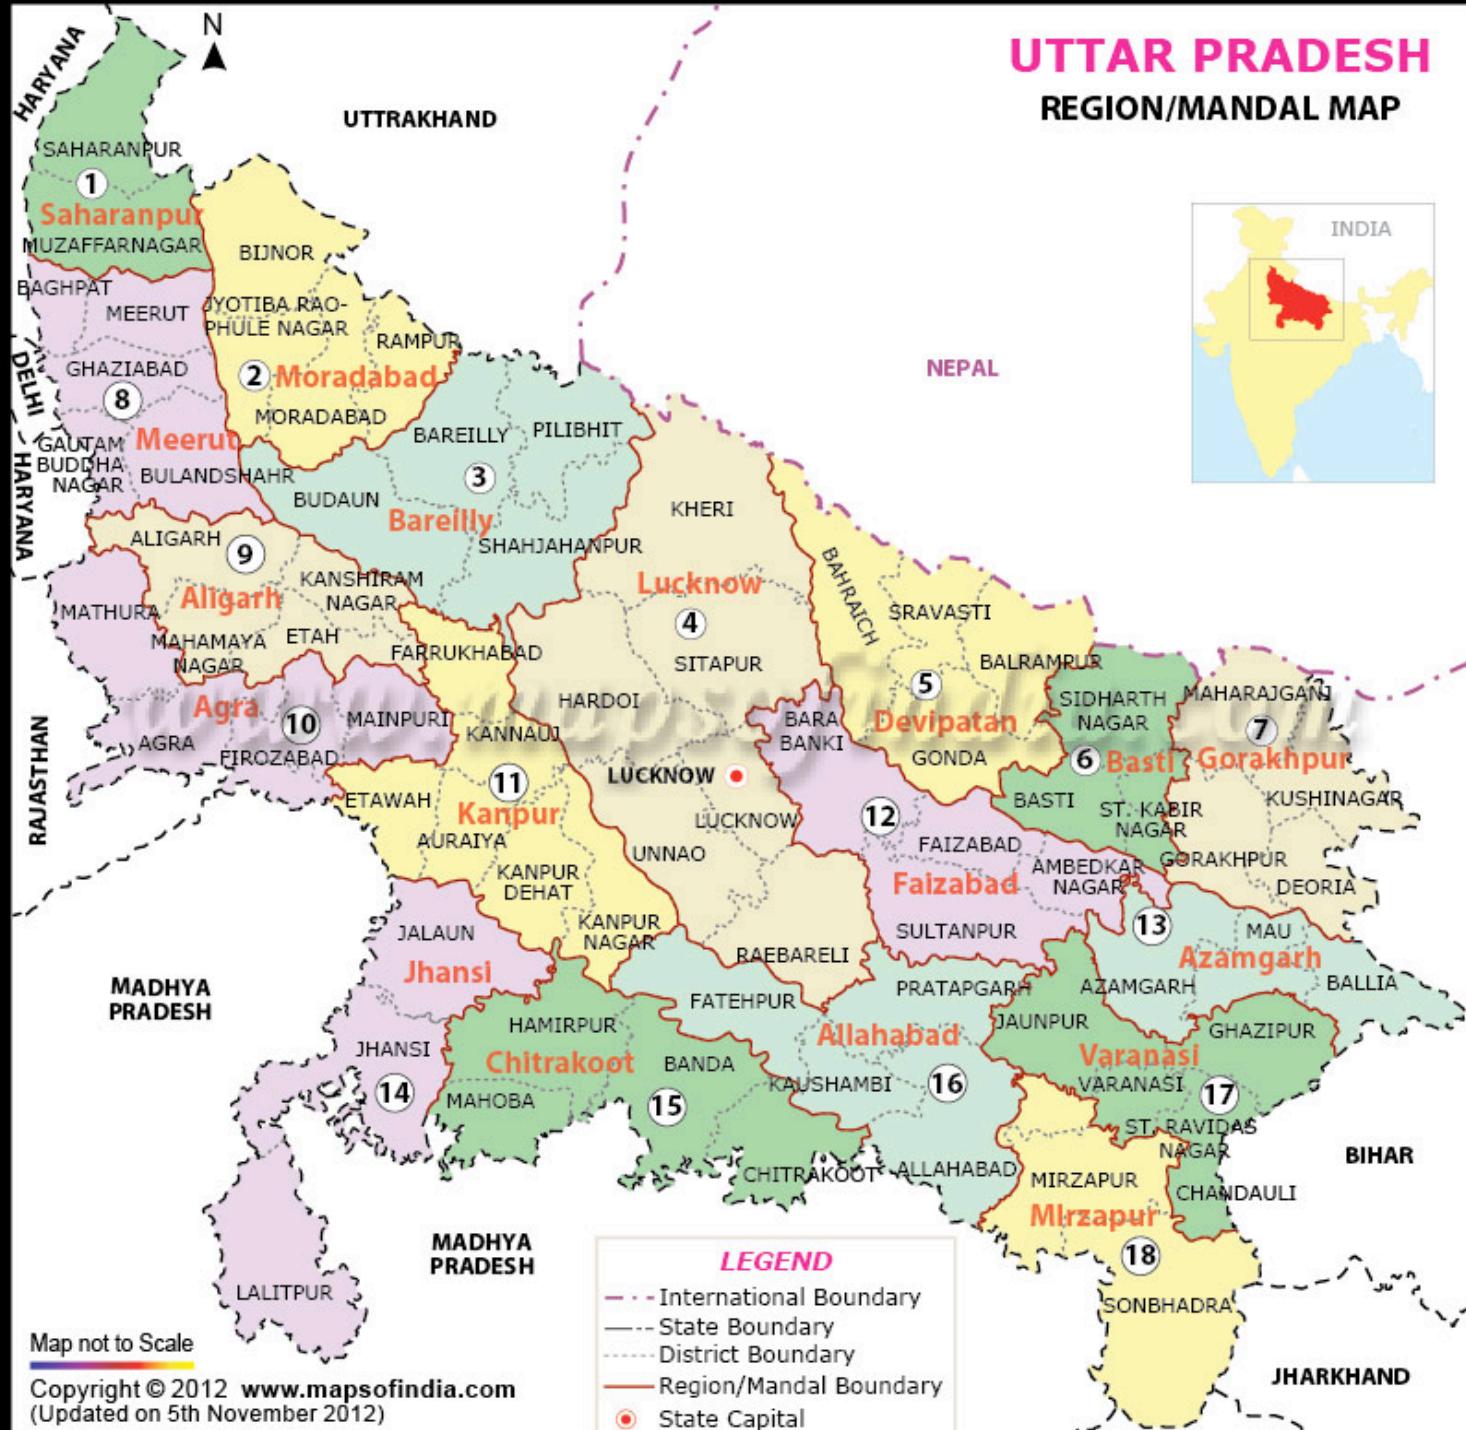 UTTAR PRADESH
REGION/MANDAL MAP
N
HARYANA
UTTRAKHAND
INDIA
NEPAL
SAHARANPUR
1
Saharanpur
MUZAFFARNAGAR
BIJNOR
BAGHPAT
MEERUT
JYOTIBA RAO-
PHULE NAGAR
RAMPUR
GHAZIABAD
2
Moradabad
MORADABAD
DELHI
8
Meerut
GAUTAM
BUDDHA
NAGAR
BULANDSHAHR
HARYANA
BAREILLY
PILIBHIT
3
BUDAUN
Bareilly
SHAHJAHANPUR
KHERI
ALIGARH
9
Aligarh
KANSHIRAM
NAGAR
MATHURA
MAHAMAYA
NAGAR
ETAH
FARRUKHABAD
Lucknow
4
SITAPUR
HARDOI
BAHRAICH
SRAVASTI
BALRAMPUR
5
Devipatan
GONDA
SIDHARTH
NAGAR
6
Basti
BASTI
ST. KABIR
NAGAR
MAHARAJGANJ
7
Gorakhpur
KUSHINAGAR
GORAKHPUR
DEORIA
www.mapsofindia.com
RAJASTHAN
Agra
10
MAINPURI
AGRA
FIROZABAD
KANNAUJ
11
Kanpur
ETAWAH
AURAIYA
KANPUR
DEHAT
KANPUR
NAGAR
LUCKNOW
LUCKNOW
UNNAO
RAEBARELI
BARA
BANKI
12
FAIZABAD
Faizabad
AMBEDKAR
NAGAR
SULTANPUR
13
MAU
Azamgarh
AZAMGARH
BALLIA
MADHYA
PRADESH
JALAUN
Jhansi
JHANSI
14
LALITPUR
HAMIRPUR
Chitrakoot
BANDA
MAHOBA
15
CHITRAKOOT
FATEHPUR
PRATAPGARH
Allahabad
KAUSHAMBI
16
ALLAHABAD
JAUNPUR
GHAZIPUR
Varanasi
VARANASI
17
ST. RAVIDAS
NAGAR
CHANDAULI
MIRZAPUR
MIrzapur
18
SONBHADRA
BIHAR
JHARKHAND
MADHYA
PRADESH
LEGEND
International Boundary
State Boundary
District Boundary
Region/Mandal Boundary
State Capital
Map not to Scale
Copyright © 2012 www.mapsofindia.com
(Updated on 5th November 2012)